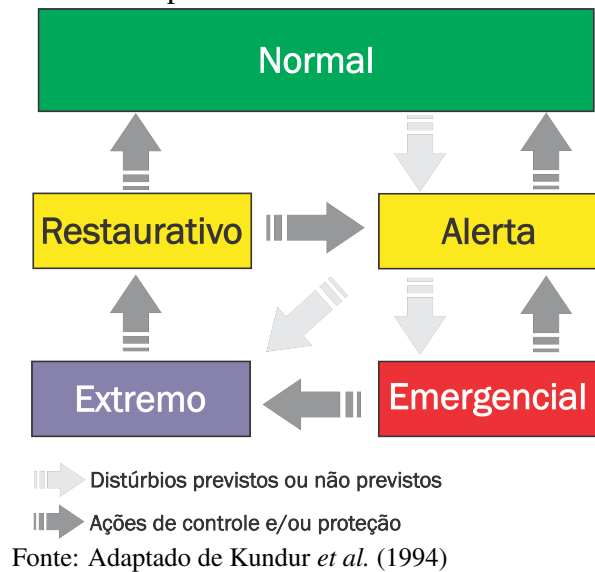 Normal
Restaurativo
Alerta
Extremo
Emergencial
Distúrbios previstos ou não previstos
Ações de controle e/ou proteção
Fonte: Adaptado de Kundur et al. (1994)